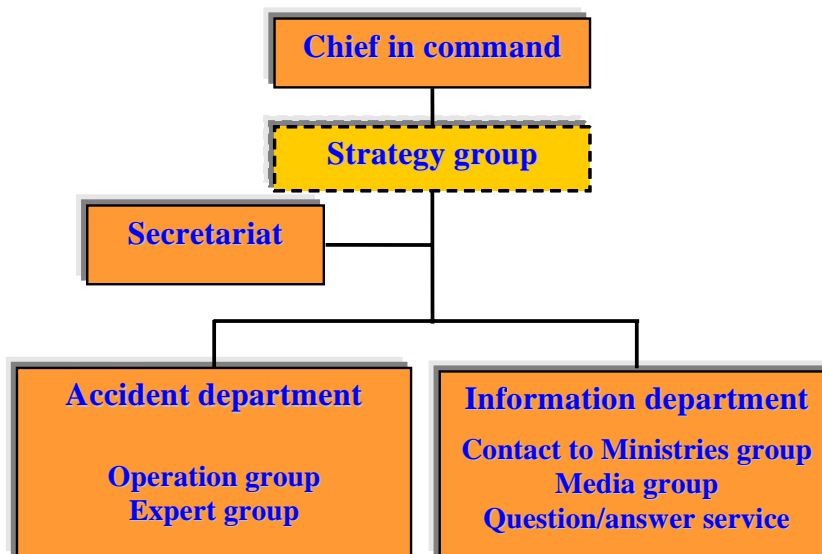 Chief in command
Strategy group
Secretariat
Accident department
Operation group
Expert group
Information department
Contact to Ministries group
Media group
Question/answer service